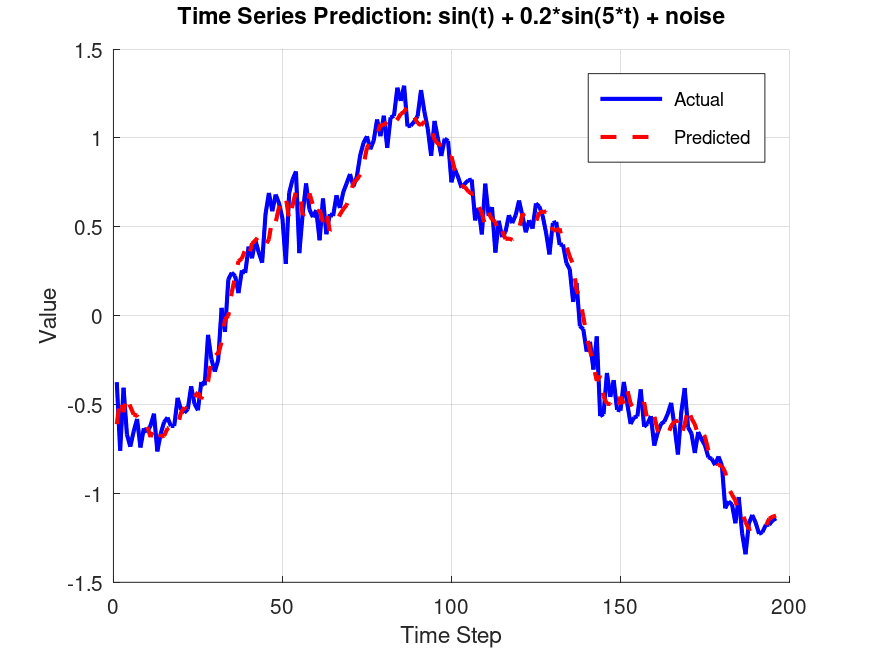 Time Series Prediction: sin(t) + 0.2*sin(5*t) + noise
1.5
1
0.5
0
-0.5
-1
-1.5
Value
Actual
Predicted
0
50
100
150
200
Time Step